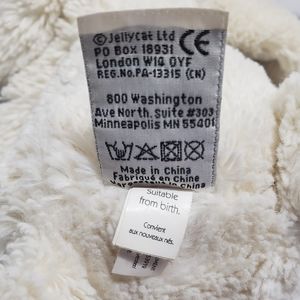 ©Jellycat Ltd
PO Box 18931
London W14 0YF
REG.No.PA-13315 (CN)
CE
800 Washington
Ave North, Suite #303
Minneapolis MN 55401
Made in China
Fabriqué en Chine
Suitable
from birth.
Convient
aux nouveaux nés.